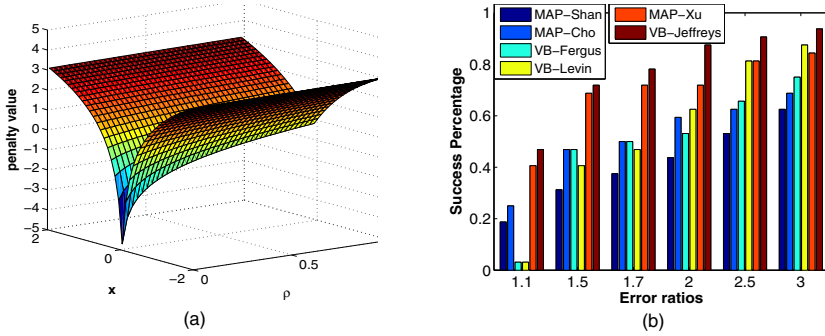 5
4
3
2
1
0
−1
−2
−3
−4
−5
penalty value
2
0
−2
x
0
0.5
ρ
(a)
1
0.8
0.6
0.4
0.2
0
Success Percentage
MAP−Shan
MAP−Cho
VB−Fergus
VB−Levin
MAP−Xu
VB−Jeffreys
1.1 1.5 1.7 2 2.5 3
Error ratios
(b)